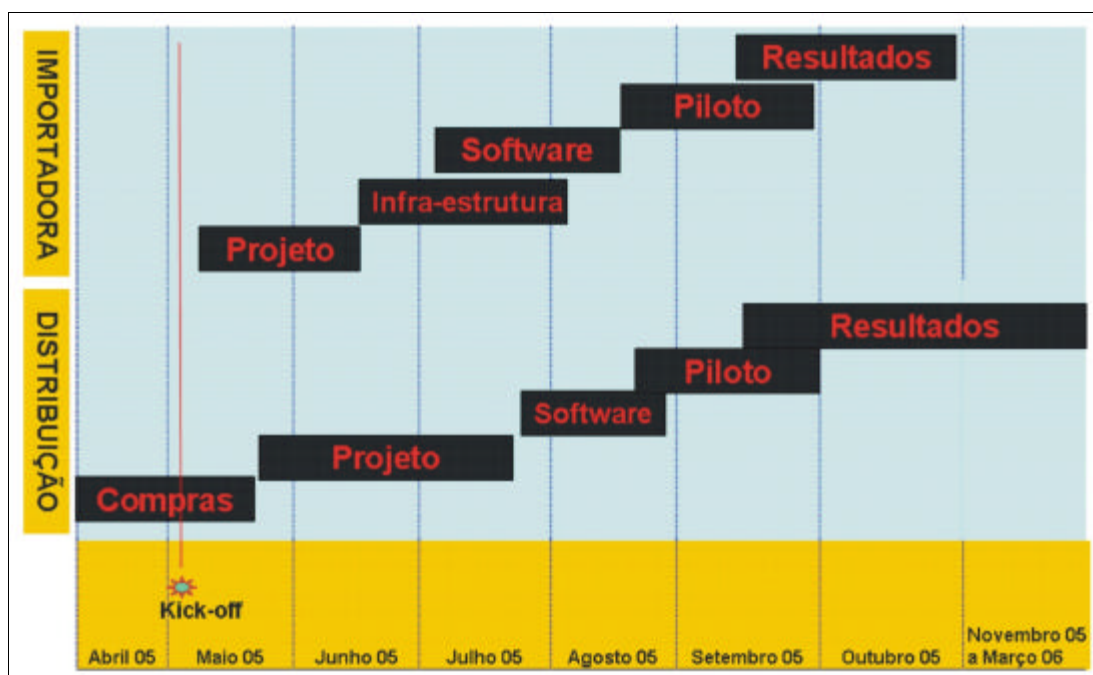 IMPORTADORA
Resultados
Piloto
Software
Infra-estrutura
Projeto
DISTRIBUIÇÃO
Resultados
Piloto
Software
Projeto
Compras
Kick-off
Abril 05
Maio 05
Junho 05
Julho 05
Agosto 05
Setembro 05
Outubro 05
Novembro 05
a Março 06